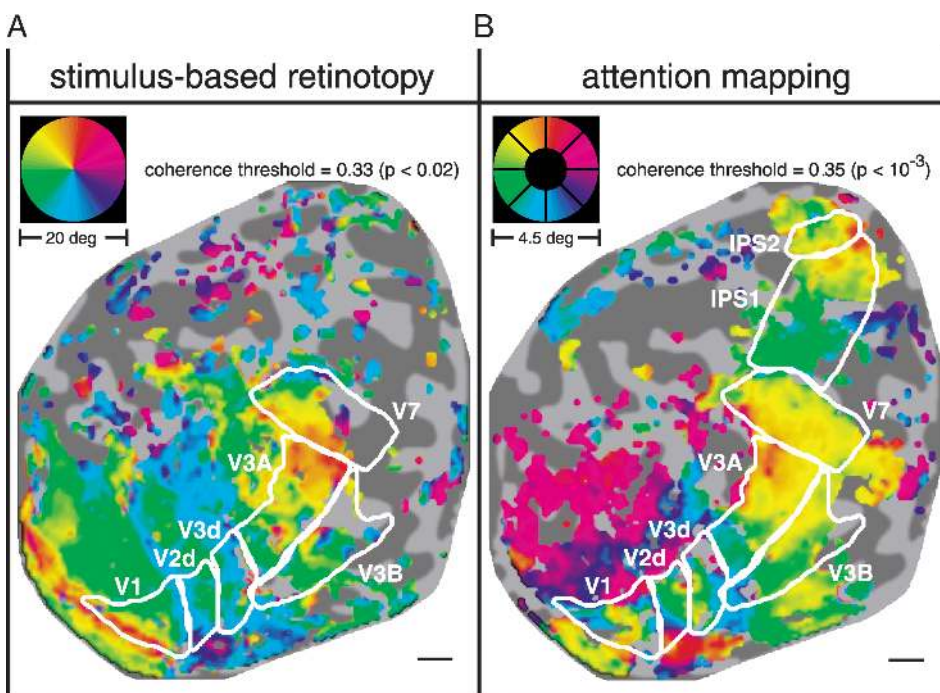 A
stimulus-based retinotopy
coherence threshold = 0.33 (p < 0.02)
20 deg
V7
V3A
V3d
V2d
V1
V3B
B
attention mapping
coherence threshold = 0.35 (p < 10⁻³)
4.5 deg
IPS2
IPS1
V7
V3A
V3d
V2d
V1
V3B